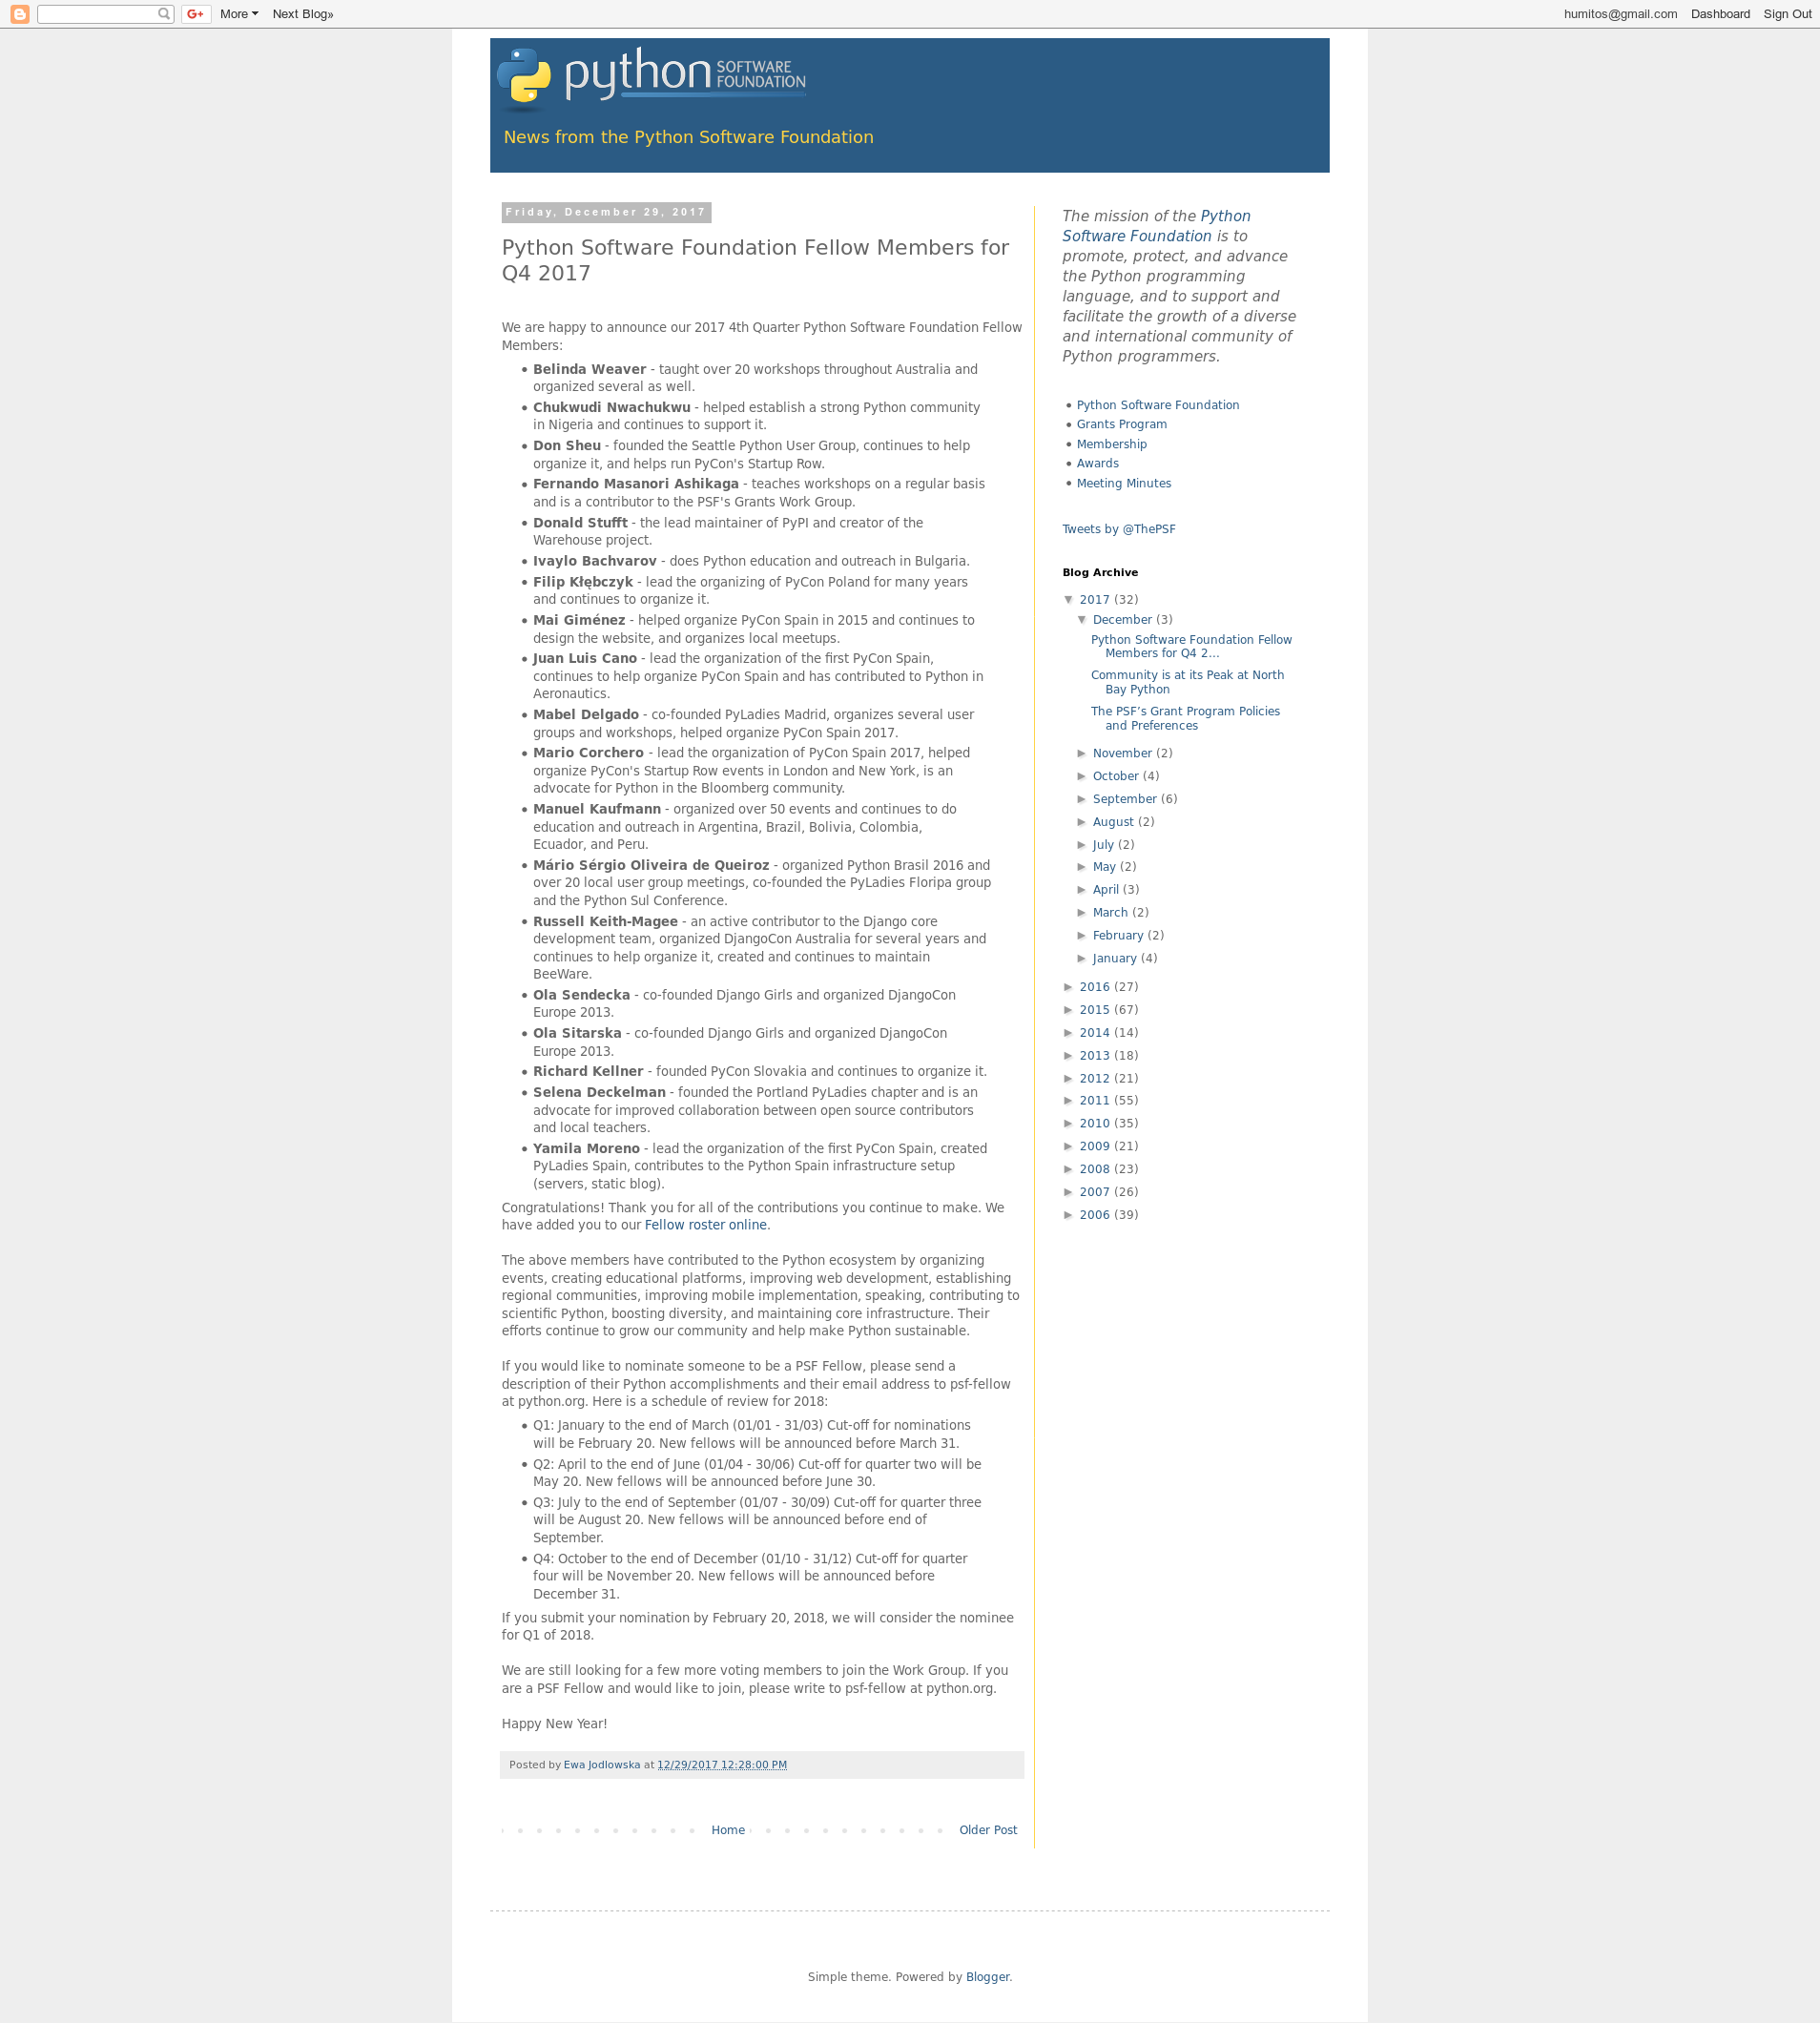 More
Next Blog»
humitos@gmail.com
Dashboard
Sign Out
python SOFTWARE FOUNDATION
News from the Python Software Foundation
Friday, December 29, 2017
Python Software Foundation Fellow Members for
Q4 2017
We are happy to announce our 2017 4th Quarter Python Software Foundation Fellow
Members:
Belinda Weaver - taught over 20 workshops throughout Australia and
organized several as well.
Chukwudi Nwachukwu - helped establish a strong Python community
in Nigeria and continues to support it.
Don Sheu - founded the Seattle Python User Group, continues to help
organize it, and helps run PyCon's Startup Row.
Fernando Masanori Ashikaga - teaches workshops on a regular basis
and is a contributor to the PSF's Grants Work Group.
Donald Stufft - the lead maintainer of PyPI and creator of the
Warehouse project.
Ivaylo Bachvarov - does Python education and outreach in Bulgaria.
Filip Kłębczyk - lead the organizing of PyCon Poland for many years
and continues to organize it.
Mai Giménez - helped organize PyCon Spain in 2015 and continues to
design the website, and organizes local meetups.
Juan Luis Cano - lead the organization of the first PyCon Spain,
continues to help organize PyCon Spain and has contributed to Python in
Aeronautics.
Mabel Delgado - co-founded PyLadies Madrid, organizes several user
groups and workshops, helped organize PyCon Spain 2017.
Mario Corchero - lead the organization of PyCon Spain 2017, helped
organize PyCon's Startup Row events in London and New York, is an
advocate for Python in the Bloomberg community.
Manuel Kaufmann - organized over 50 events and continues to do
education and outreach in Argentina, Brazil, Bolivia, Colombia,
Ecuador, and Peru.
Mário Sérgio Oliveira de Queiroz - organized Python Brasil 2016 and
over 20 local user group meetings, co-founded the PyLadies Floripa group
and the Python Sul Conference.
Russell Keith-Magee - an active contributor to the Django core
development team, organized DjangoCon Australia for several years and
continues to help organize it, created and continues to maintain
BeeWare.
Ola Sendecka - co-founded Django Girls and organized DjangoCon
Europe 2013.
Ola Sitarska - co-founded Django Girls and organized DjangoCon
Europe 2013.
Richard Kellner - founded PyCon Slovakia and continues to organize it.
Selena Deckelman - founded the Portland PyLadies chapter and is an
advocate for improved collaboration between open source contributors
and local teachers.
Yamila Moreno - lead the organization of the first PyCon Spain, created
PyLadies Spain, contributes to the Python Spain infrastructure setup
(servers, static blog).
Congratulations! Thank you for all of the contributions you continue to make. We
have added you to our Fellow roster online.
The above members have contributed to the Python ecosystem by organizing
events, creating educational platforms, improving web development, establishing
regional communities, improving mobile implementation, speaking, contributing to
scientific Python, boosting diversity, and maintaining core infrastructure. Their
efforts continue to grow our community and help make Python sustainable.
If you would like to nominate someone to be a PSF Fellow, please send a
description of their Python accomplishments and their email address to psf-fellow
at python.org. Here is a schedule of review for 2018:
Q1: January to the end of March (01/01 - 31/03) Cut-off for nominations
will be February 20. New fellows will be announced before March 31.
Q2: April to the end of June (01/04 - 30/06) Cut-off for quarter two will be
May 20. New fellows will be announced before June 30.
Q3: July to the end of September (01/07 - 30/09) Cut-off for quarter three
will be August 20. New fellows will be announced before end of
September.
Q4: October to the end of December (01/10 - 31/12) Cut-off for quarter
four will be November 20. New fellows will be announced before
December 31.
If you submit your nomination by February 20, 2018, we will consider the nominee
for Q1 of 2018.
We are still looking for a few more voting members to join the Work Group. If you
are a PSF Fellow and would like to join, please write to psf-fellow at python.org.
Happy New Year!
Posted by Ewa Jodlowska at 12/29/2017 12:28:00 PM
Home
Older Post
The mission of the Python
Software Foundation is to
promote, protect, and advance
the Python programming
language, and to support and
facilitate the growth of a diverse
and international community of
Python programmers.
Python Software Foundation
Grants Program
Membership
Awards
Meeting Minutes
Tweets by @ThePSF
Blog Archive
▼ 2017 (32)
▼ December (3)
Python Software Foundation Fellow
Members for Q4 2...
Community is at its Peak at North
Bay Python
The PSF’s Grant Program Policies
and Preferences
► November (2)
► October (4)
► September (6)
► August (2)
► July (2)
► May (2)
► April (3)
► March (2)
► February (2)
► January (4)
► 2016 (27)
► 2015 (67)
► 2014 (14)
► 2013 (18)
► 2012 (21)
► 2011 (55)
► 2010 (35)
► 2009 (21)
► 2008 (23)
► 2007 (26)
► 2006 (39)
Simple theme. Powered by Blogger.